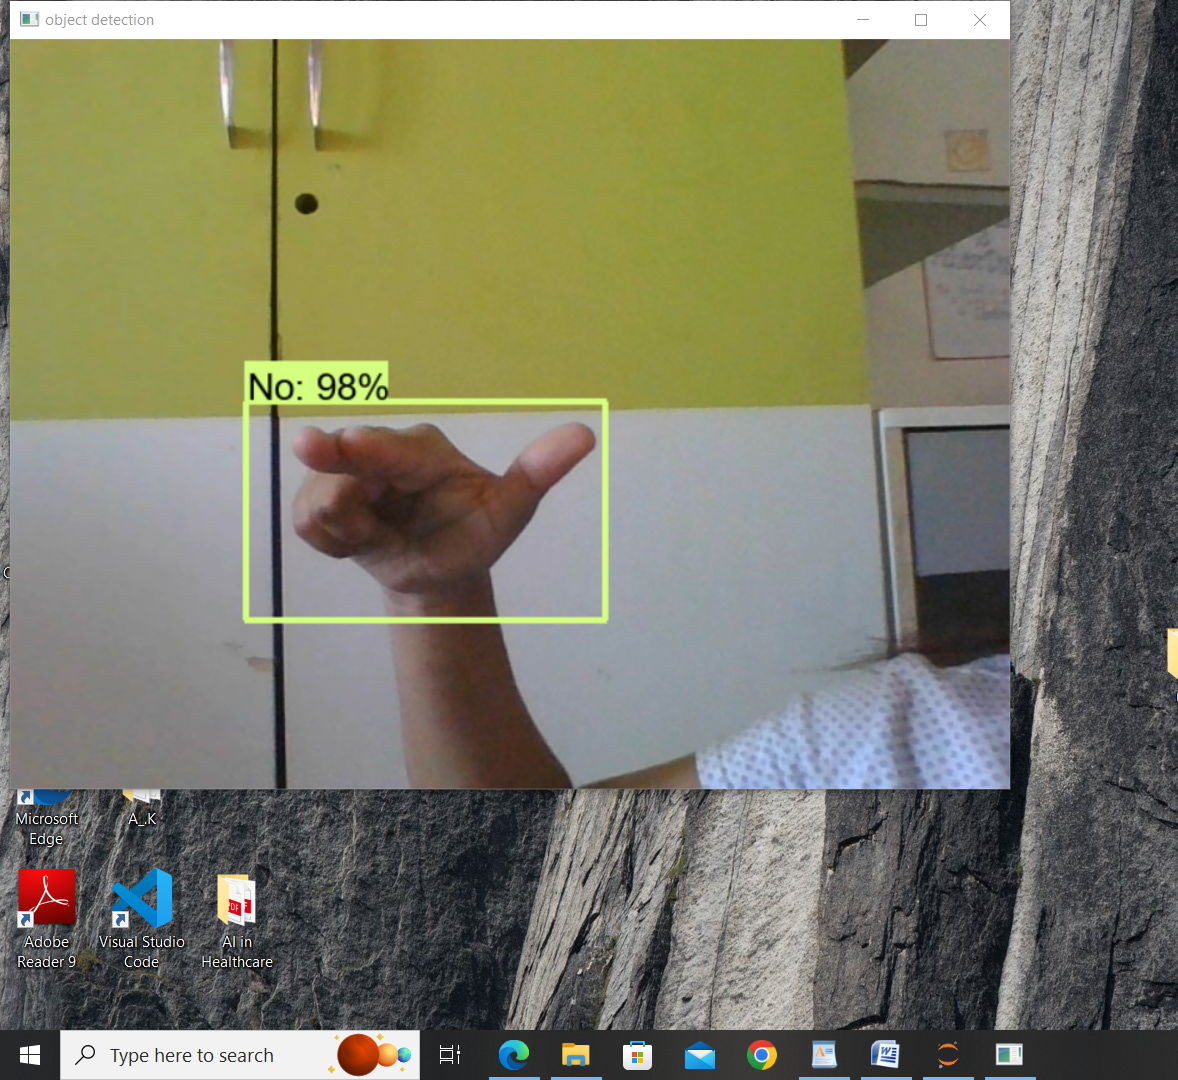 object detection
No: 98%
Microsoft
Edge
A_.K
Adobe
Reader 9
Visual Studio
Code
AI in
Healthcare
Type here to search